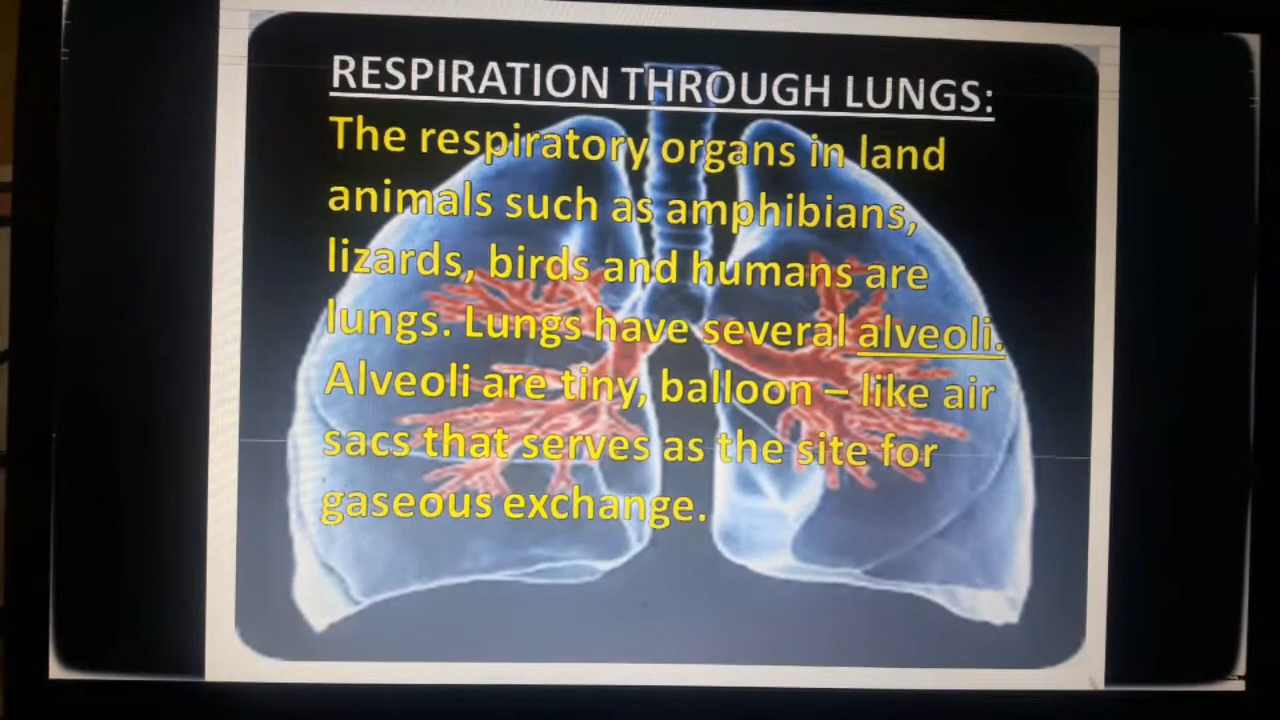 RESPIRATION THROUGH LUNGS:
The respiratory organs in land
animals such as amphibians,
lizards, birds and humans are
lungs. Lungs have several alveoli.
Alveoli are tiny, balloon – like air
sacs that serves as the site for
gaseous exchange.